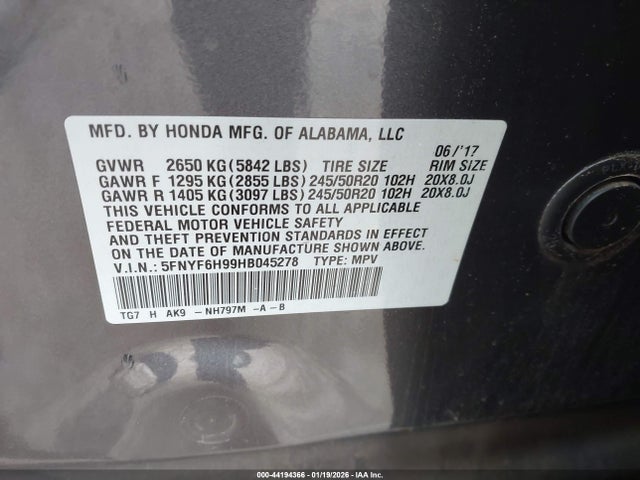 MFD. BY HONDA MFG. OF ALABAMA, LLC
06/'17
GVWR 2650 KG (5842 LBS) TIRE SIZE RIM SIZE
GAWR F 1295 KG (2855 LBS) 245/50R20 102H 20X8.0J
GAWR R 1405 KG (3097 LBS) 245/50R20 102H 20X8.0J
THIS VEHICLE CONFORMS TO ALL APPLICABLE
FEDERAL MOTOR VEHICLE SAFETY
AND THEFT PREVENTION STANDARDS IN EFFECT
ON THE DATE OF MANUFACTURE SHOWN ABOVE.
V.I.N.: 5FNYF6H99HB045278 TYPE: MPV
TG7 H AK9 - NH797M - A - B
000-44194366 - 01/19/2026 - IAA Inc.